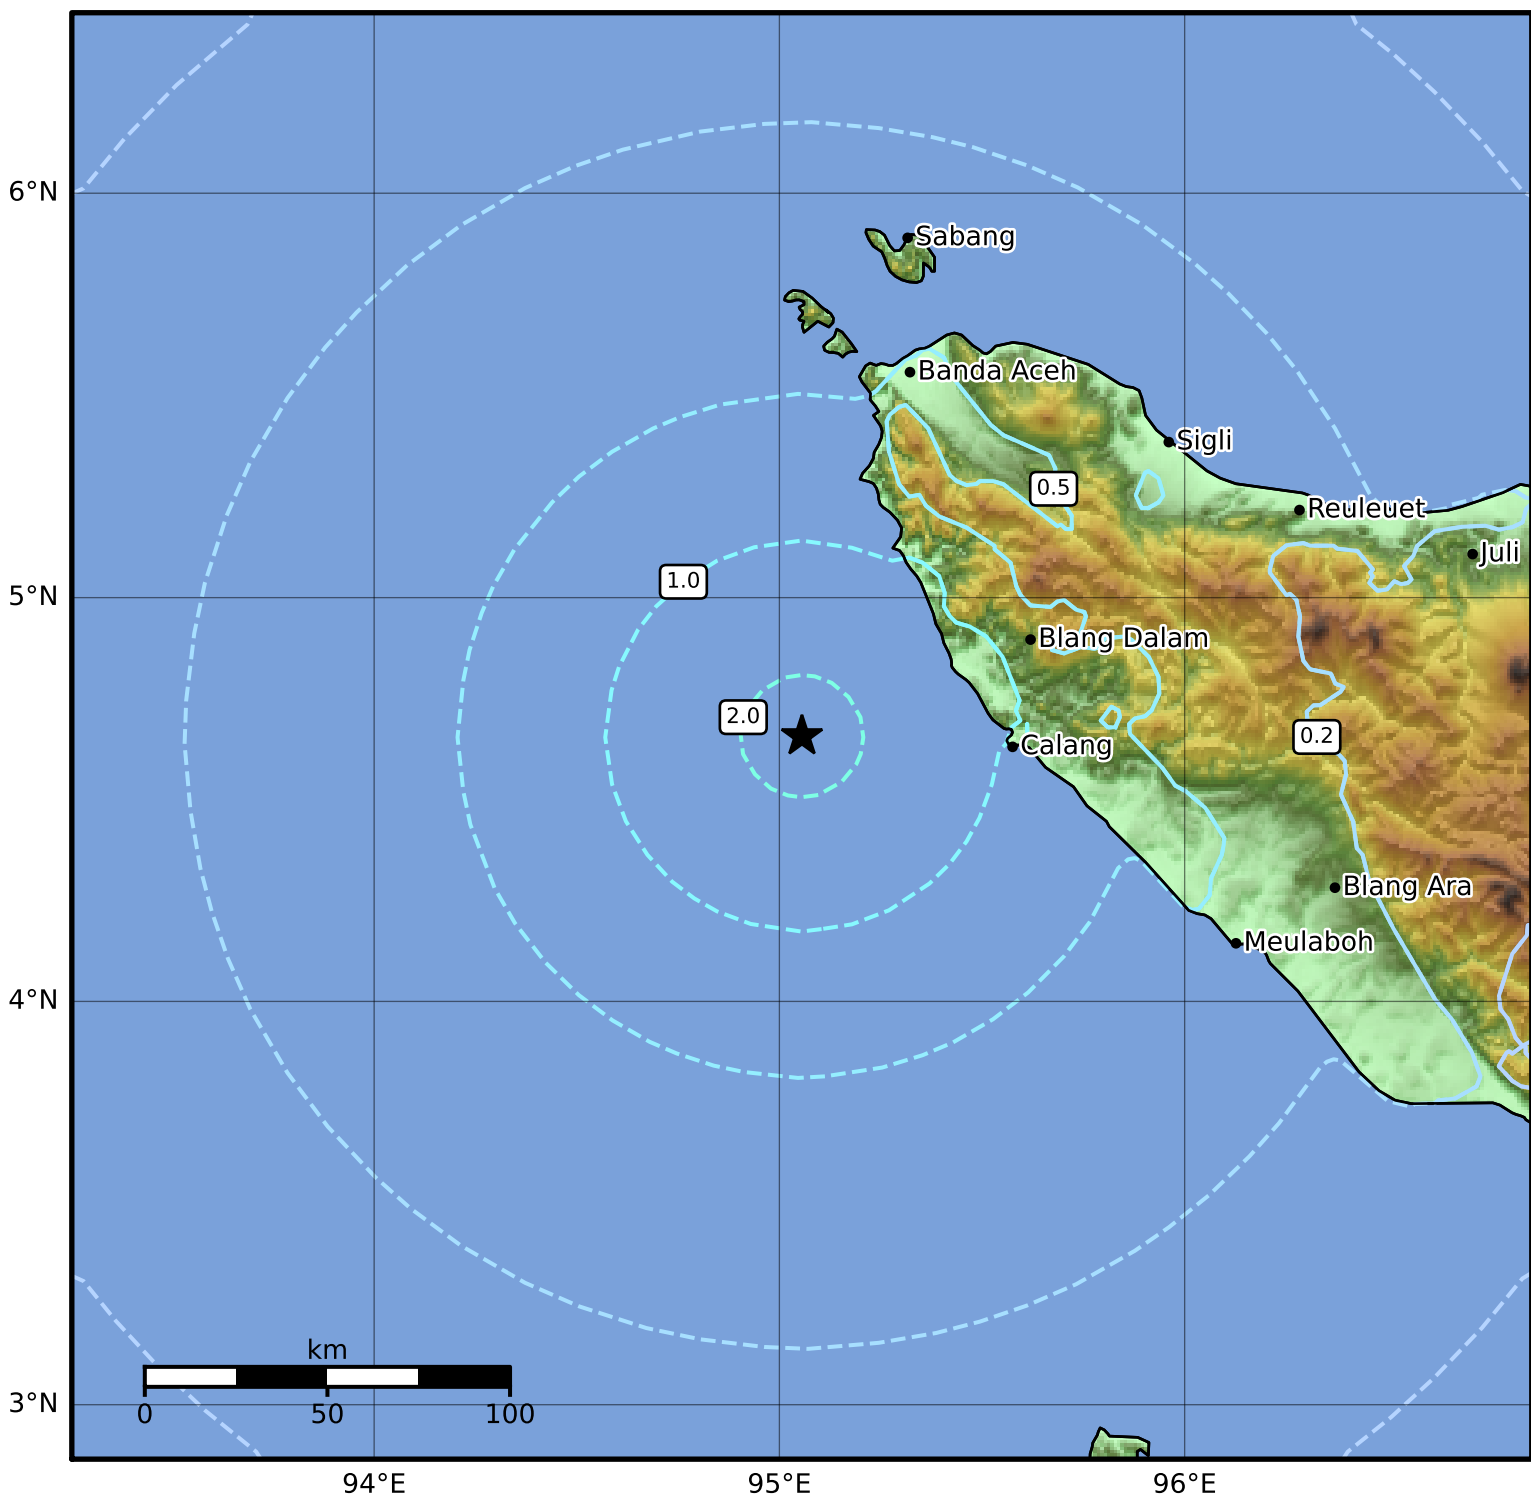 6°N
Sabang
Banda Aceh
Sigli
0.5
Reuleuet
Juli
1.0
5°N
Blang Dalam
2.0
0.2
Calang
Blang Ara
Meulaboh
4°N
km
3°N
0 50 100
94°E 95°E 96°E